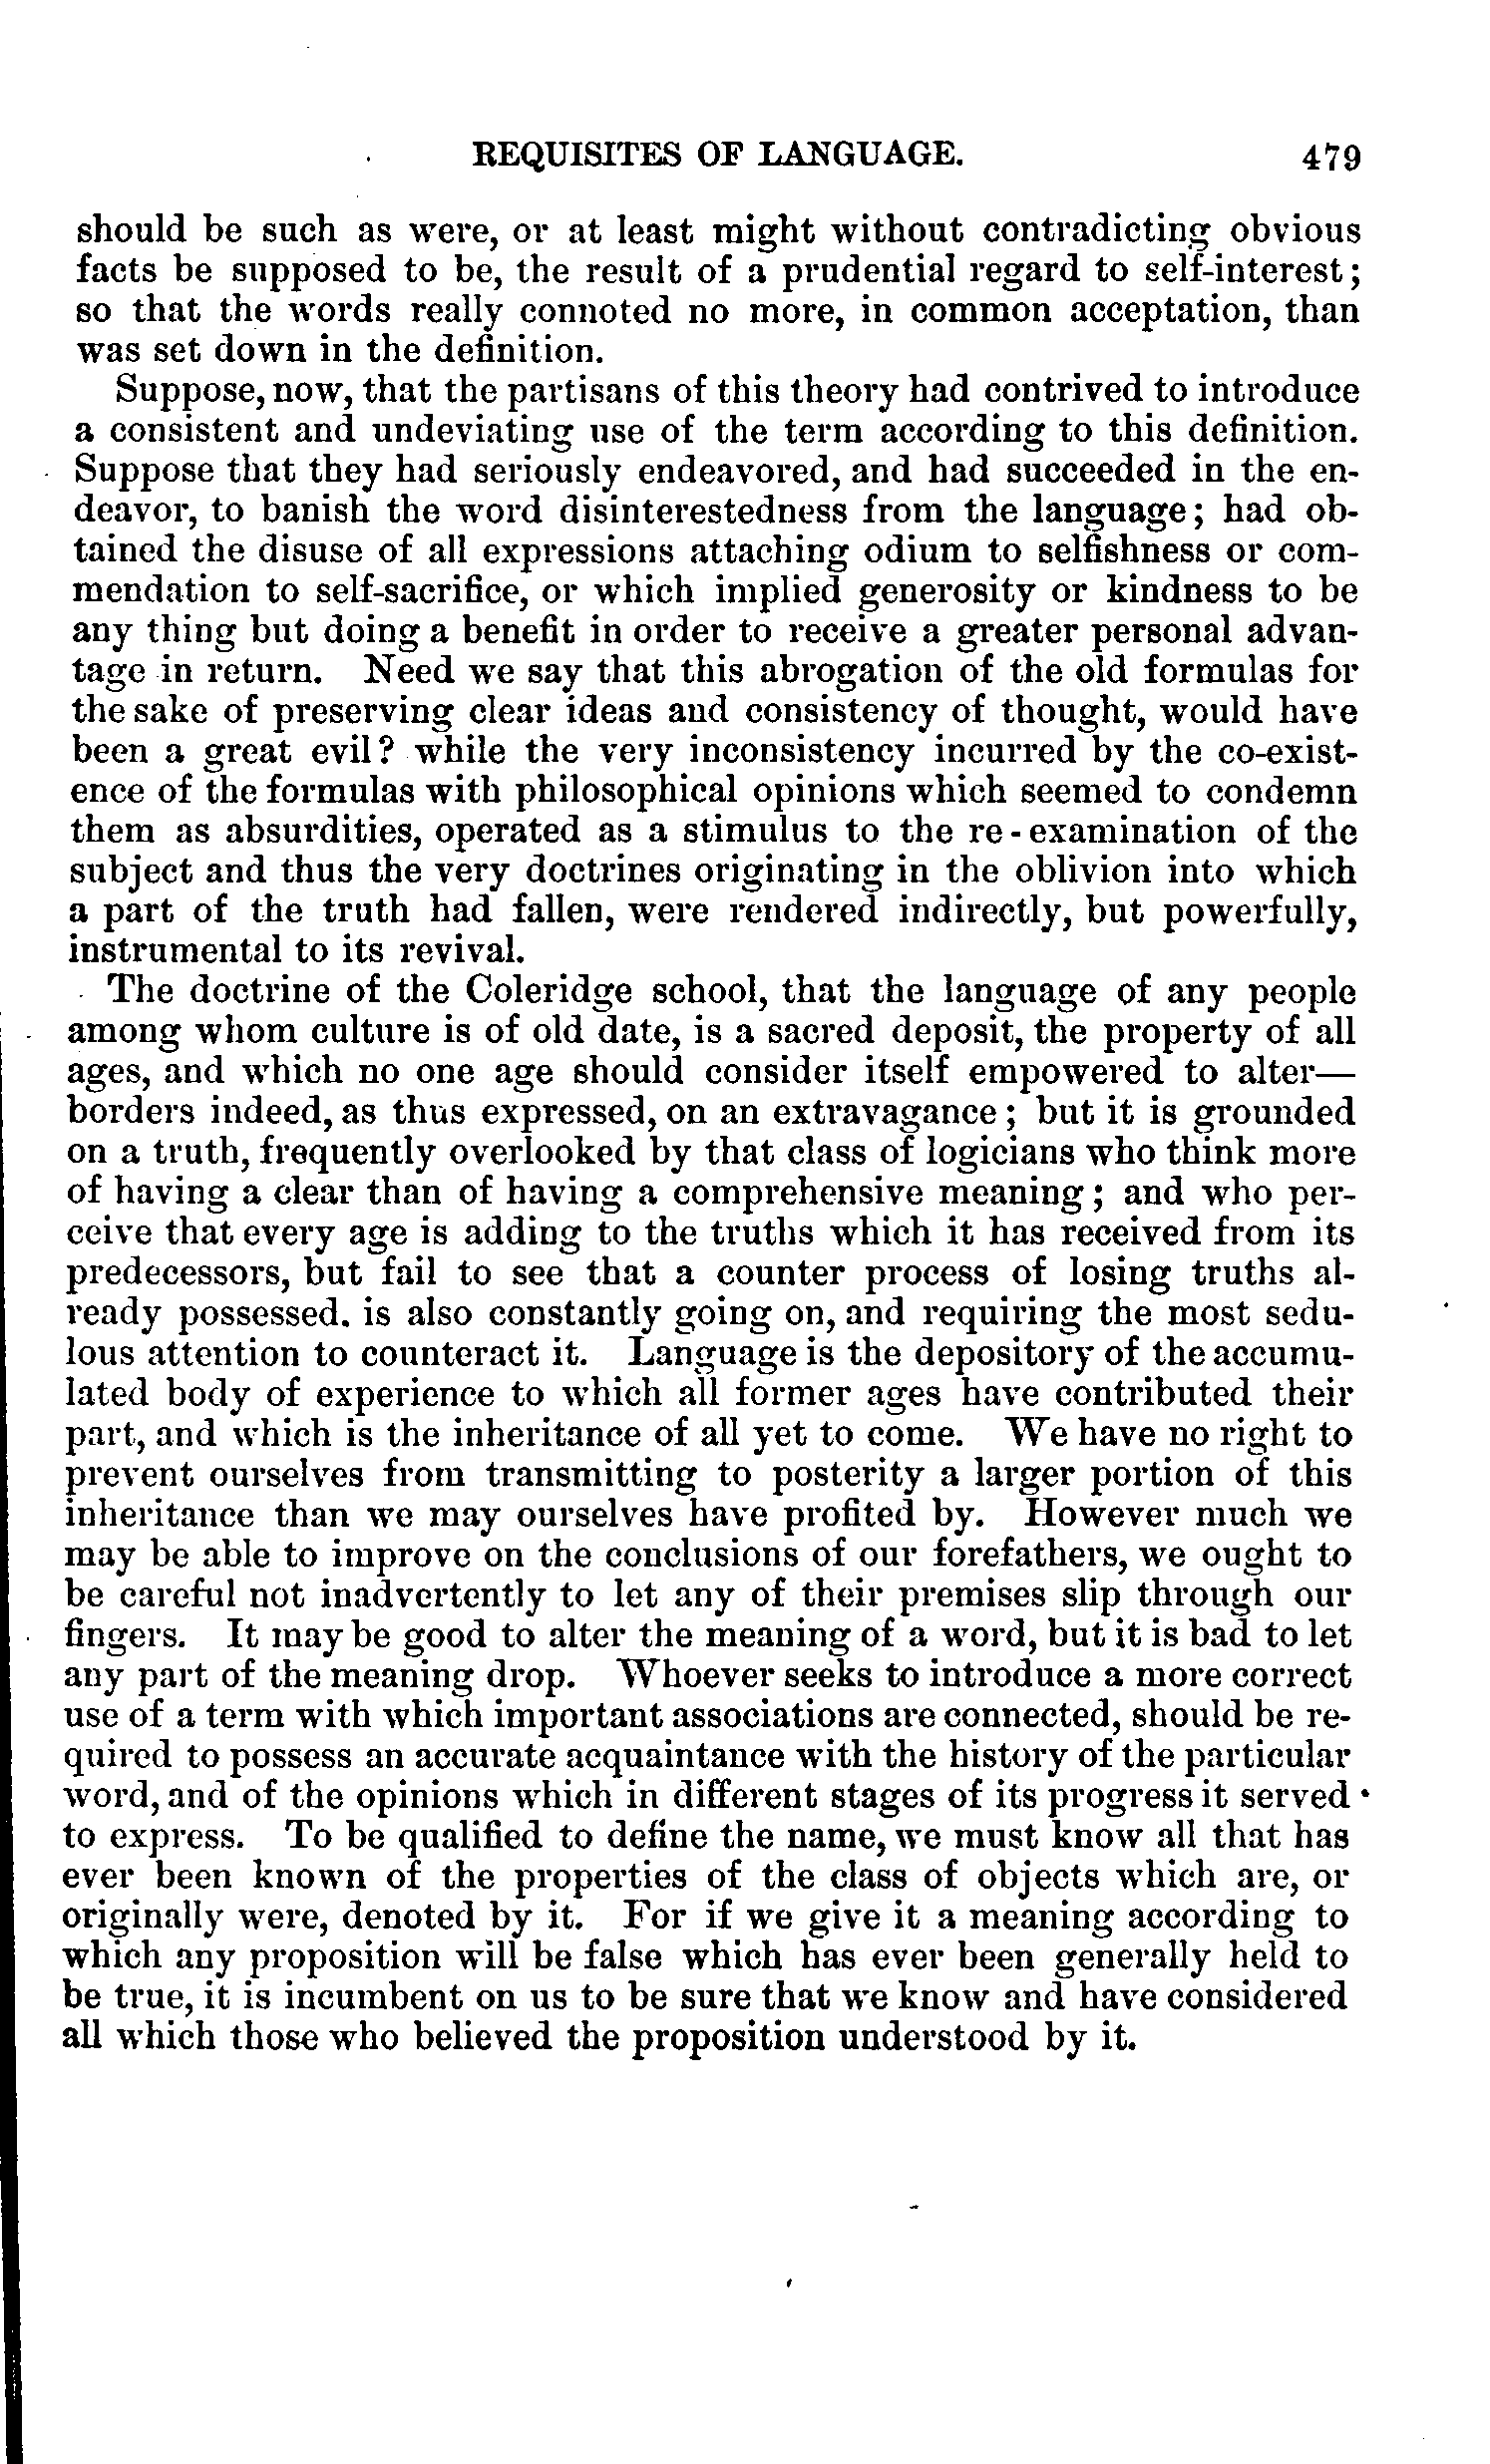 REQUISITES OF LANGUAGE. 479
should be such as were, or at least might without contradicting obvious
facts be supposed to be, the result of a prudential regard to self-interest;
so that the words really connoted no more, in common acceptation, than
was set down in the definition.
Suppose, now, that the partisans of this theory had contrived to introduce
a consistent and undeviating use of the term according to this definition.
Suppose that they had seriously endeavored, and had succeeded in the en-
deavor, to banish the word disinterestedness from the language; had ob-
tained the disuse of all expressions attaching odium to selfishness or com-
mendation to self-sacrifice, or which implied generosity or kindness to be
any thing but doing a benefit in order to receive a greater personal advan-
tage in return. Need we say that this abrogation of the old formulas for
the sake of preserving clear ideas and consistency of thought, would have
been a great evil? while the very inconsistency incurred by the co-exist-
ence of the formulas with philosophical opinions which seemed to condemn
them as absurdities, operated as a stimulus to the re-examination of the
subject and thus the very doctrines originating in the oblivion into which
a part of the truth had fallen, were rendered indirectly, but powerfully,
instrumental to its revival.
The doctrine of the Coleridge school, that the language of any people
among whom culture is of old date, is a sacred deposit, the property of all
ages, and which no one age should consider itself empowered to alter—
borders indeed, as thus expressed, on an extravagance; but it is grounded
on a truth, frequently overlooked by that class of logicians who think more
of having a clear than of having a comprehensive meaning; and who per-
ceive that every age is adding to the truths which it has received from its
predecessors, but fail to see that a counter process of losing truths al-
ready possessed. is also constantly going on, and requiring the most sedu-
lous attention to counteract it. Language is the depository of the accumu-
lated body of experience to which all former ages have contributed their
part, and which is the inheritance of all yet to come. We have no right to
prevent ourselves from transmitting to posterity a larger portion of this
inheritance than we may ourselves have profited by. However much we
may be able to improve on the conclusions of our forefathers, we ought to
be careful not inadvertently to let any of their premises slip through our
fingers. It may be good to alter the meaning of a word, but it is bad to let
any part of the meaning drop. Whoever seeks to introduce a more correct
use of a term with which important associations are connected, should be re-
quired to possess an accurate acquaintance with the history of the particular
word, and of the opinions which in different stages of its progress it served
to express. To be qualified to define the name, we must know all that has
ever been known of the properties of the class of objects which are, or
originally were, denoted by it. For if we give it a meaning according to
which any proposition will be false which has ever been generally held to
be true, it is incumbent on us to be sure that we know and have considered
all which those who believed the proposition understood by it.